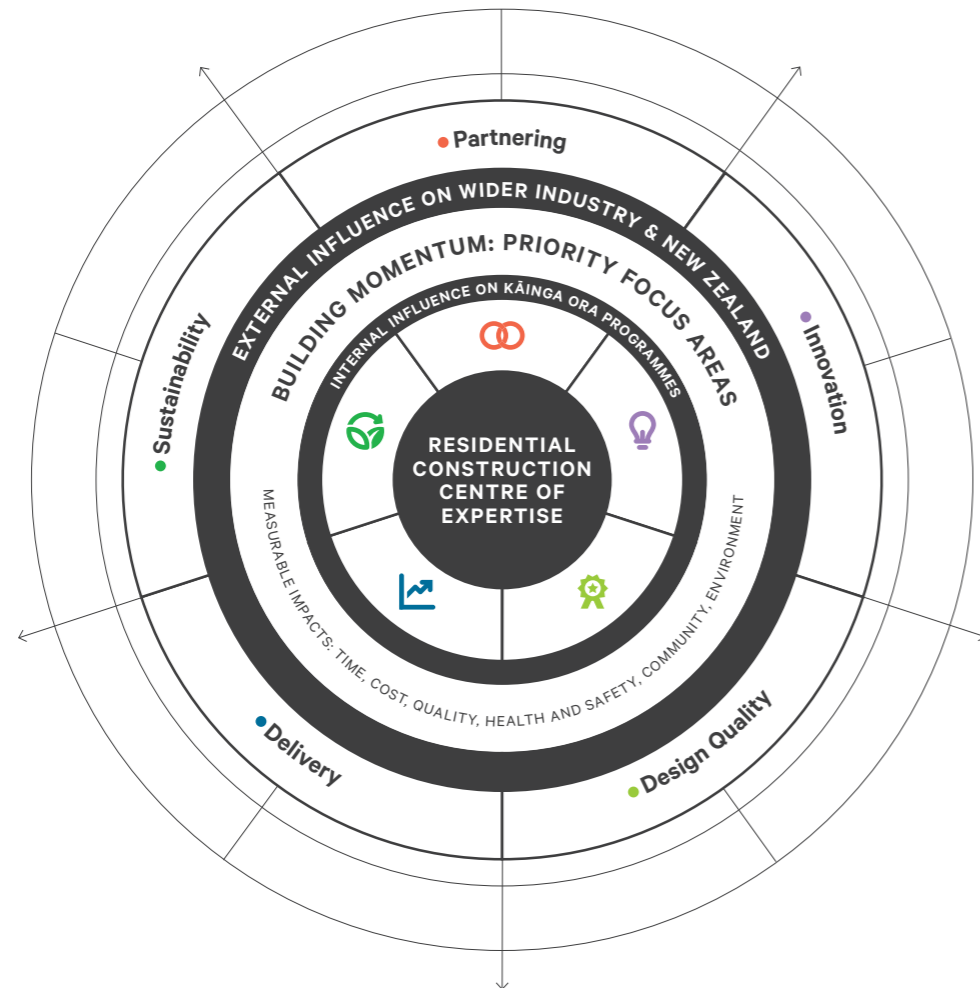 Partnering
EXTERNAL INFLUENCE ON WIDER INDUSTRY & NEW ZEALAND
BUILDING MOMENTUM: PRIORITY FOCUS AREAS
INTERNAL INFLUENCE ON KĀINGA ORA PROGRAMMES
Sustainability
Innovation
RESIDENTIAL
CONSTRUCTION
CENTRE OF
EXPERTISE
MEASURABLE IMPACTS: TIME, COST, QUALITY, HEALTH AND SAFETY, COMMUNITY, ENVIRONMENT
Delivery
Design Quality